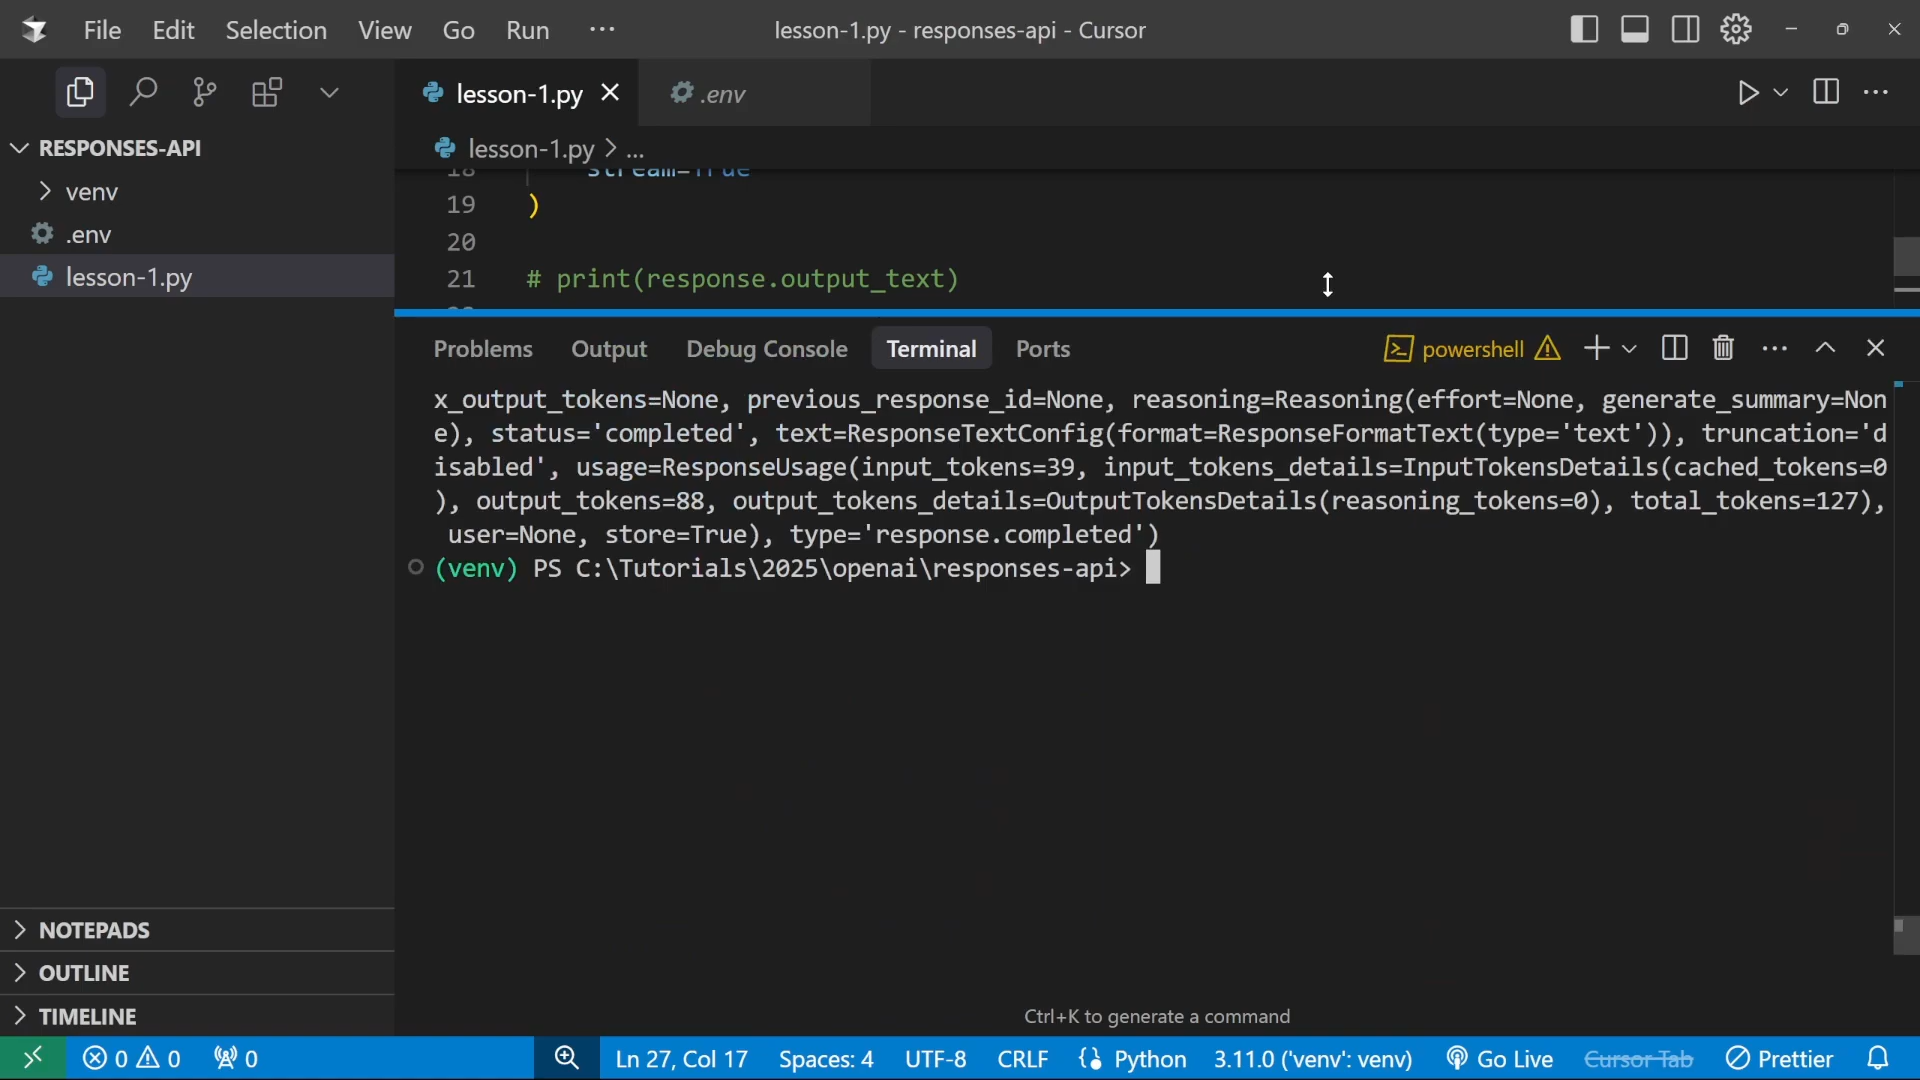 File Edit Selection View Go Run ... lesson-1.py - responses-api - Cursor
lesson-1.py .env
RESPONSES-API
venv
.env
lesson-1.py
lesson-1.py > ...
18 stream=True
19 )
20
21 # print(response.output_text)
Problems Output Debug Console Terminal Ports powershell
x_output_tokens=None, previous_response_id=None, reasoning=Reasoning(effort=None, generate_summary=Non
e), status='completed', text=ResponseTextConfig(format=ResponseFormatText(type='text')), truncation='d
isabled', usage=ResponseUsage(input_tokens=39, input_tokens_details=InputTokensDetails(cached_tokens=0
), output_tokens=88, output_tokens_details=OutputTokensDetails(reasoning_tokens=0), total_tokens=127),
user=None, store=True), type='response.completed')
(venv) PS C:\Tutorials\2025\openai\responses-api>
NOTEPADS
OUTLINE
TIMELINE
Ctrl+K to generate a command
0 0 0 Ln 27, Col 17 Spaces: 4 UTF-8 CRLF {} Python 3.11.0 ('venv': venv) Go Live Cursor Tab Prettier